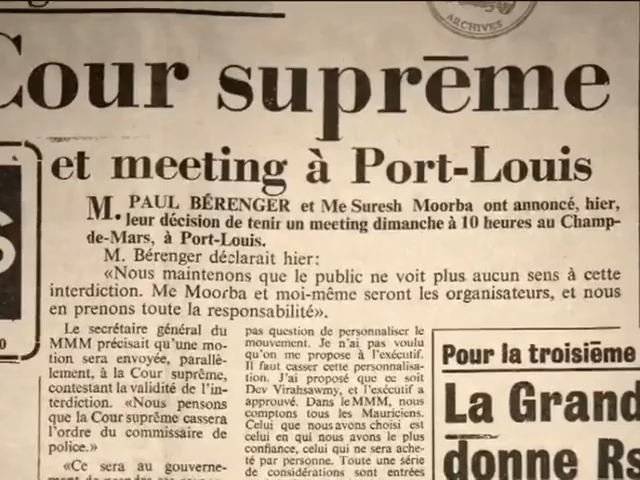 ARCHIVES
Cour suprēme
et meeting à Port-Louis
M. PAUL BÉRENGER et Me Suresh Moorba ont annoncé, hier,
leur décision de tenir un meeting dimanche à 10 heures au Champ-
de-Mars, à Port-Louis.
M. Bérenger déclarait hier:
«Nous maintenons que le public ne voit plus aucun sens à cette
interdiction. Me Moorba et moi-même seront les organisateurs, et nous
en prenons toute la responsabilité».
Le secrétaire général du
MMM précisait qu'une mo-
tion sera envoyée, parallè-
lement, à la Cour suprême,
contestant la validité de l'in-
terdiction. «Nous pensons
que la Cour suprême cassera
l'ordre du commissaire de
police.»
«Ce sera au gouverne-
pas question de personnaliser le
mouvement. Je n'ai pas voulu
qu'on me propose à l'exécutif.
Il faut casser cette personnalisa-
tion. J'ai proposé que ce soit
Dev Virahsawmy, et l'exécutif a
approuvé. Dans le MMM, nous
comptons tous les Mauriciens.
Celui que nous avons choisi est
celui en qui nous avons le plus
confiance, celui qui ne sera ache-
té par personne. Toute une série
de considérations sont entrées
Pour la troisiēme
La Grand
donne Rs